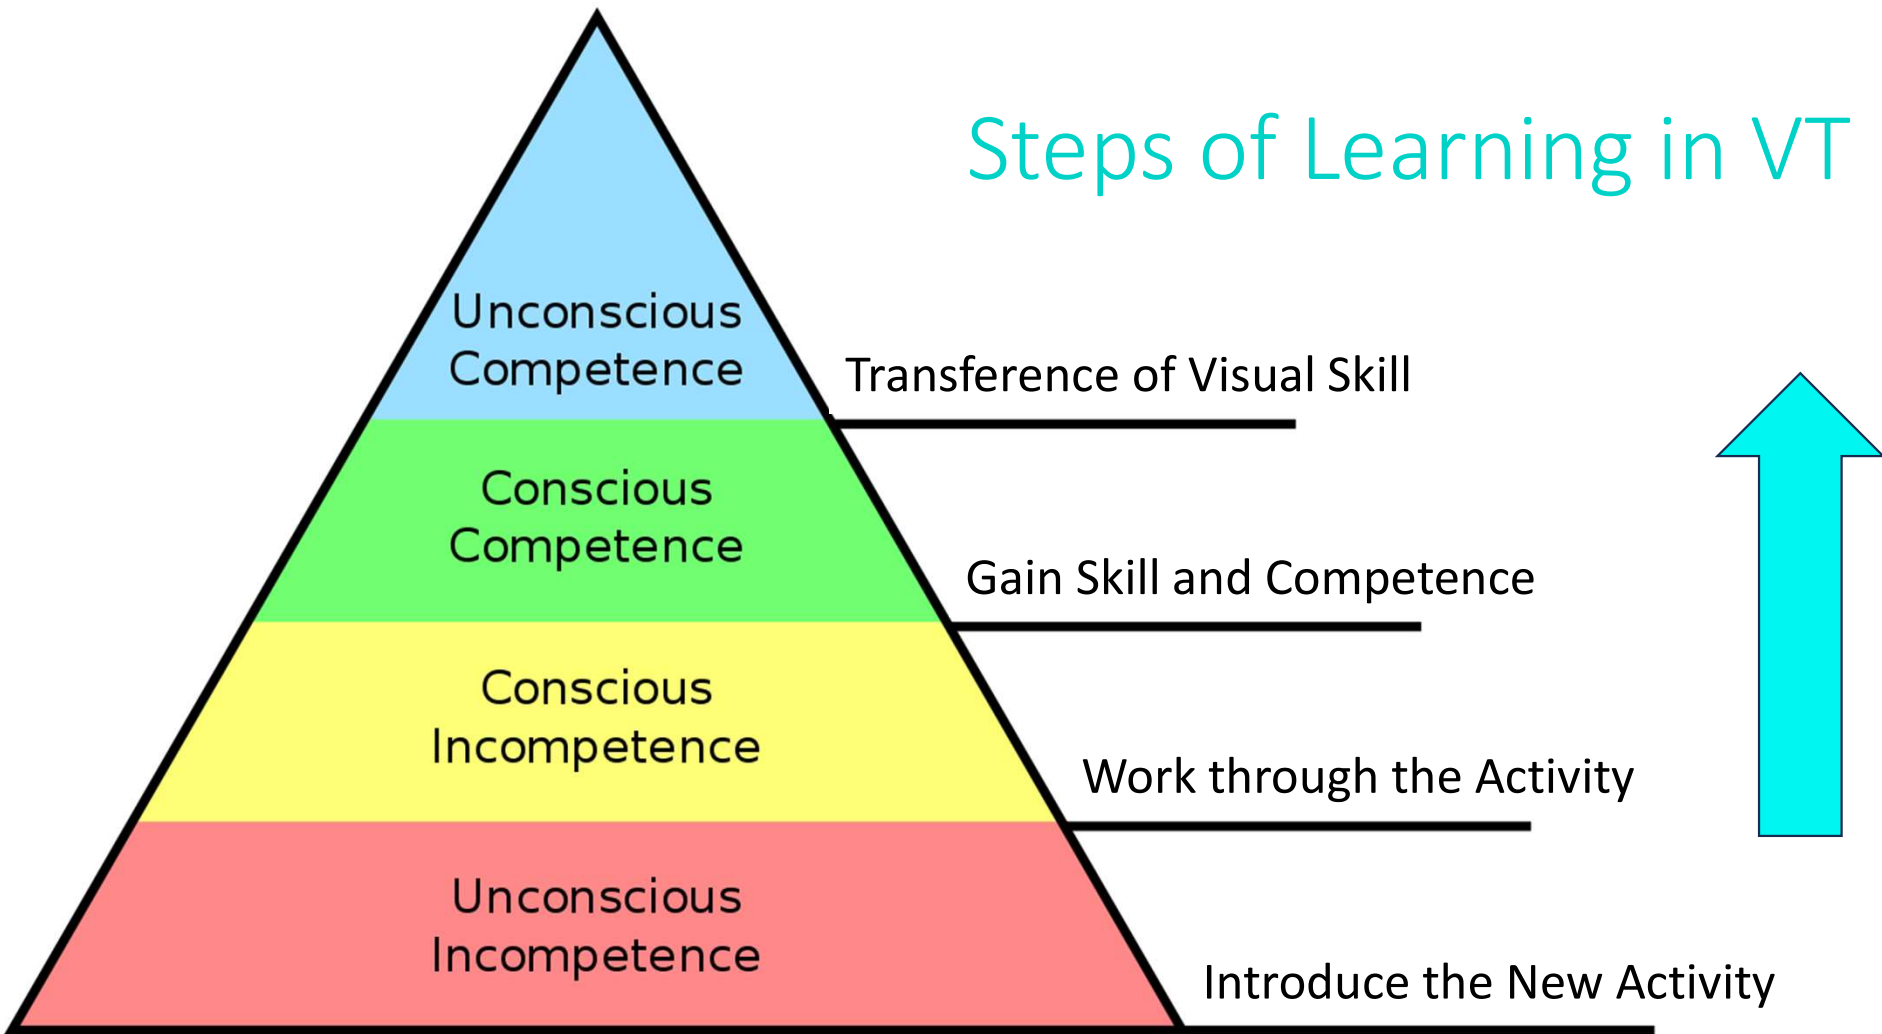 Steps of Learning in VT
Unconscious
Competence
Transference of Visual Skill
Conscious
Competence
Gain Skill and Competence
Conscious
Incompetence
Work through the Activity
Unconscious
Incompetence
Introduce the New Activity